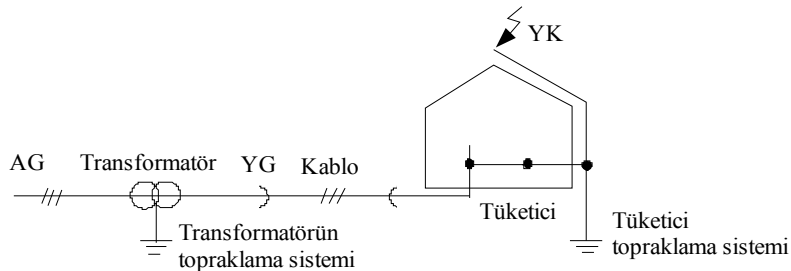 YK
AG
Transformatör
YG
Kablo
Tüketici
Transformatörün
topraklama sistemi
Tüketici
topraklama sistemi